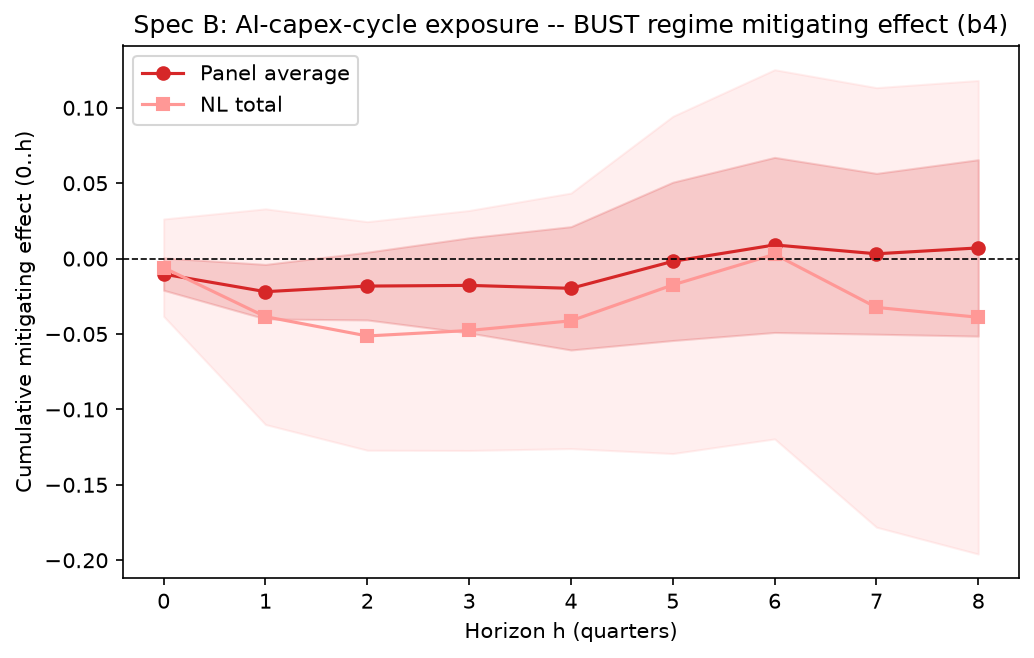 Spec B: AI-capex-cycle exposure -- BUST regime mitigating effect (b4)
Panel average
NL total
Cumulative mitigating effect (0..h)
0.10
0.05
0.00
−0.05
−0.10
−0.15
−0.20
0 1 2 3 4 5 6 7 8
Horizon h (quarters)